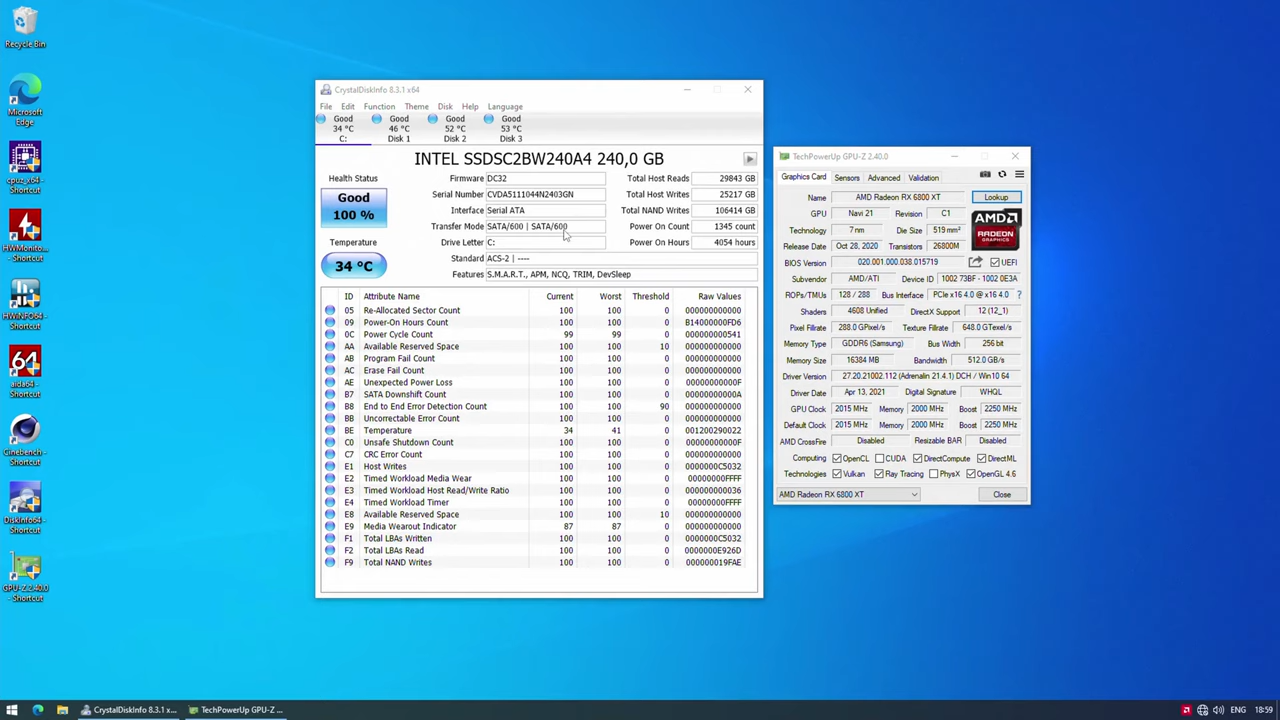 Recycle Bin
Microsoft
Edge
cpuz_x64 -
Shortcut
HWMonito...
- Shortcut
HWiNFO64 -
Shortcut
64
aida64 -
Shortcut
Cinebench -
Shortcut
DiskInfo64 -
Shortcut
GPU-Z 2.40.0
- Shortcut
CrystalDiskInfo 8.3.1 x64
File Edit Function Theme Disk Help Language
Good Good Good Good
34 °C 46 °C 52 °C 53 °C
C: Disk 1 Disk 2 Disk 3
INTEL SSDSC2BW240A4 240,0 GB
Health Status
Good
100 %
Temperature
34 °C
Firmware DC32
Serial Number CVDA5111044N2403GN
Interface Serial ATA
Transfer Mode SATA/600 | SATA/600
Drive Letter C:
Standard ACS-2 | ----
Features S.M.A.R.T., APM, NCQ, TRIM, DevSleep
Total Host Reads 29843 GB
Total Host Writes 25217 GB
Total NAND Writes 106414 GB
Power On Count 1345 count
Power On Hours 4054 hours
ID Attribute Name Current Worst Threshold Raw Values
05 Re-Allocated Sector Count 100 100 0 000000000000
09 Power-On Hours Count 100 100 0 B14000000FD6
0C Power Cycle Count 99 99 0 000000000541
AA Available Reserved Space 100 100 10 000000000000
AB Program Fail Count 100 100 0 000000000000
AC Erase Fail Count 100 100 0 000000000000
AE Unexpected Power Loss 100 100 0 00000000000F
B7 SATA Downshift Count 100 100 0 00000000000A
B8 End to End Error Detection Count 100 100 90 000000000000
BB Uncorrectable Error Count 100 100 0 000000000000
BE Temperature 34 41 0 001200290022
C0 Unsafe Shutdown Count 100 100 0 00000000000F
C7 CRC Error Count 100 100 0 000000000000
E1 Host Writes 100 100 0 0000000C5032
E2 Timed Workload Media Wear 100 100 0 00000000FFFF
E3 Timed Workload Host Read/Write Ratio 100 100 0 000000000036
E4 Timed Workload Timer 100 100 0 00000000FFFF
E8 Available Reserved Space 100 100 10 000000000000
E9 Media Wearout Indicator 87 87 0 000000000000
F1 Total LBAs Written 100 100 0 0000000C5032
F2 Total LBAs Read 100 100 0 0000000E926D
F9 Total NAND Writes 100 100 0 000000019FAE
TechPowerUp GPU-Z 2.40.0
Graphics Card Sensors Advanced Validation
Name AMD Radeon RX 6800 XT Lookup
GPU Navi 21 Revision C1
Technology 7 nm Die Size 519 mm²
Release Date Oct 28, 2020 Transistors 26800M
AMD
RADEON
GRAPHICS
BIOS Version 020.001.000.038.015719 UEFI
Subvendor AMD/ATI Device ID 1002 73BF - 1002 0E3A
ROPs/TMUs 128 / 288 Bus Interface PCIe x16 4.0 @ x16 4.0 ?
Shaders 4608 Unified DirectX Support 12 (12_1)
Pixel Fillrate 288.0 GPixel/s Texture Fillrate 648.0 GTexel/s
Memory Type GDDR6 (Samsung) Bus Width 256 bit
Memory Size 16384 MB Bandwidth 512.0 GB/s
Driver Version 27.20.21002.112 (Adrenalin 21.4.1) DCH / Win10 64
Driver Date Apr 13, 2021 Digital Signature WHQL
GPU Clock 2015 MHz Memory 2000 MHz Boost 2250 MHz
Default Clock 2015 MHz Memory 2000 MHz Boost 2250 MHz
AMD CrossFire Disabled Resizable BAR Disabled
Computing OpenCL CUDA DirectCompute DirectML
Technologies Vulkan Ray Tracing PhysX OpenGL 4.6
AMD Radeon RX 6800 XT Close
CrystalDiskInfo 8.3.1 x... TechPowerUp GPU-Z ... ENG 18:59